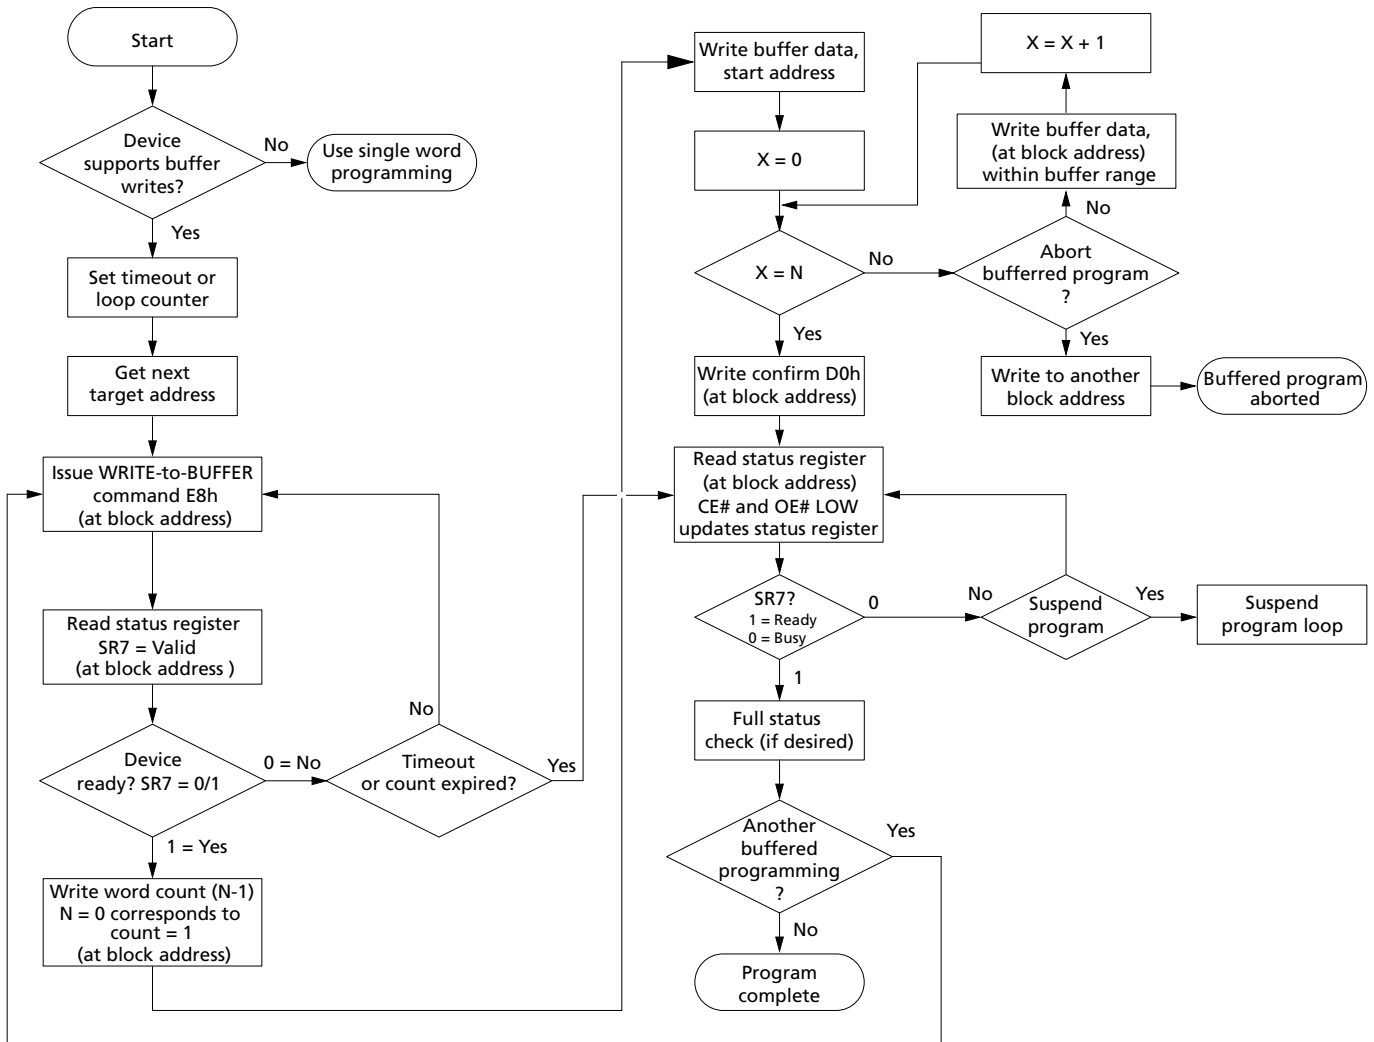 Start
Device
supports buffer
writes?
No
Use single word
programming
Yes
Set timeout or
loop counter
Get next
target address
Issue WRITE-to-BUFFER
command E8h
(at block address)
Read status register
SR7 = Valid
(at block address )
Device
ready? SR7 = 0/1
0 = No
No
Timeout
or count expired?
Yes
1 = Yes
Write word count (N-1)
N = 0 corresponds to
count = 1
(at block address)
Write buffer data,
start address
X = 0
X = N
No
Abort
bufferred program
?
No
Write buffer data,
(at block address)
within buffer range
X = X + 1
Yes
Write to another
block address
Buffered program
aborted
Yes
Write confirm D0h
(at block address)
Read status register
(at block address)
CE# and OE# LOW
updates status register
SR7?
1 = Ready
0 = Busy
0
No
Suspend
program
Yes
Suspend
program loop
1
Full status
check (if desired)
Another
buffered
programming
?
Yes
No
Program
complete